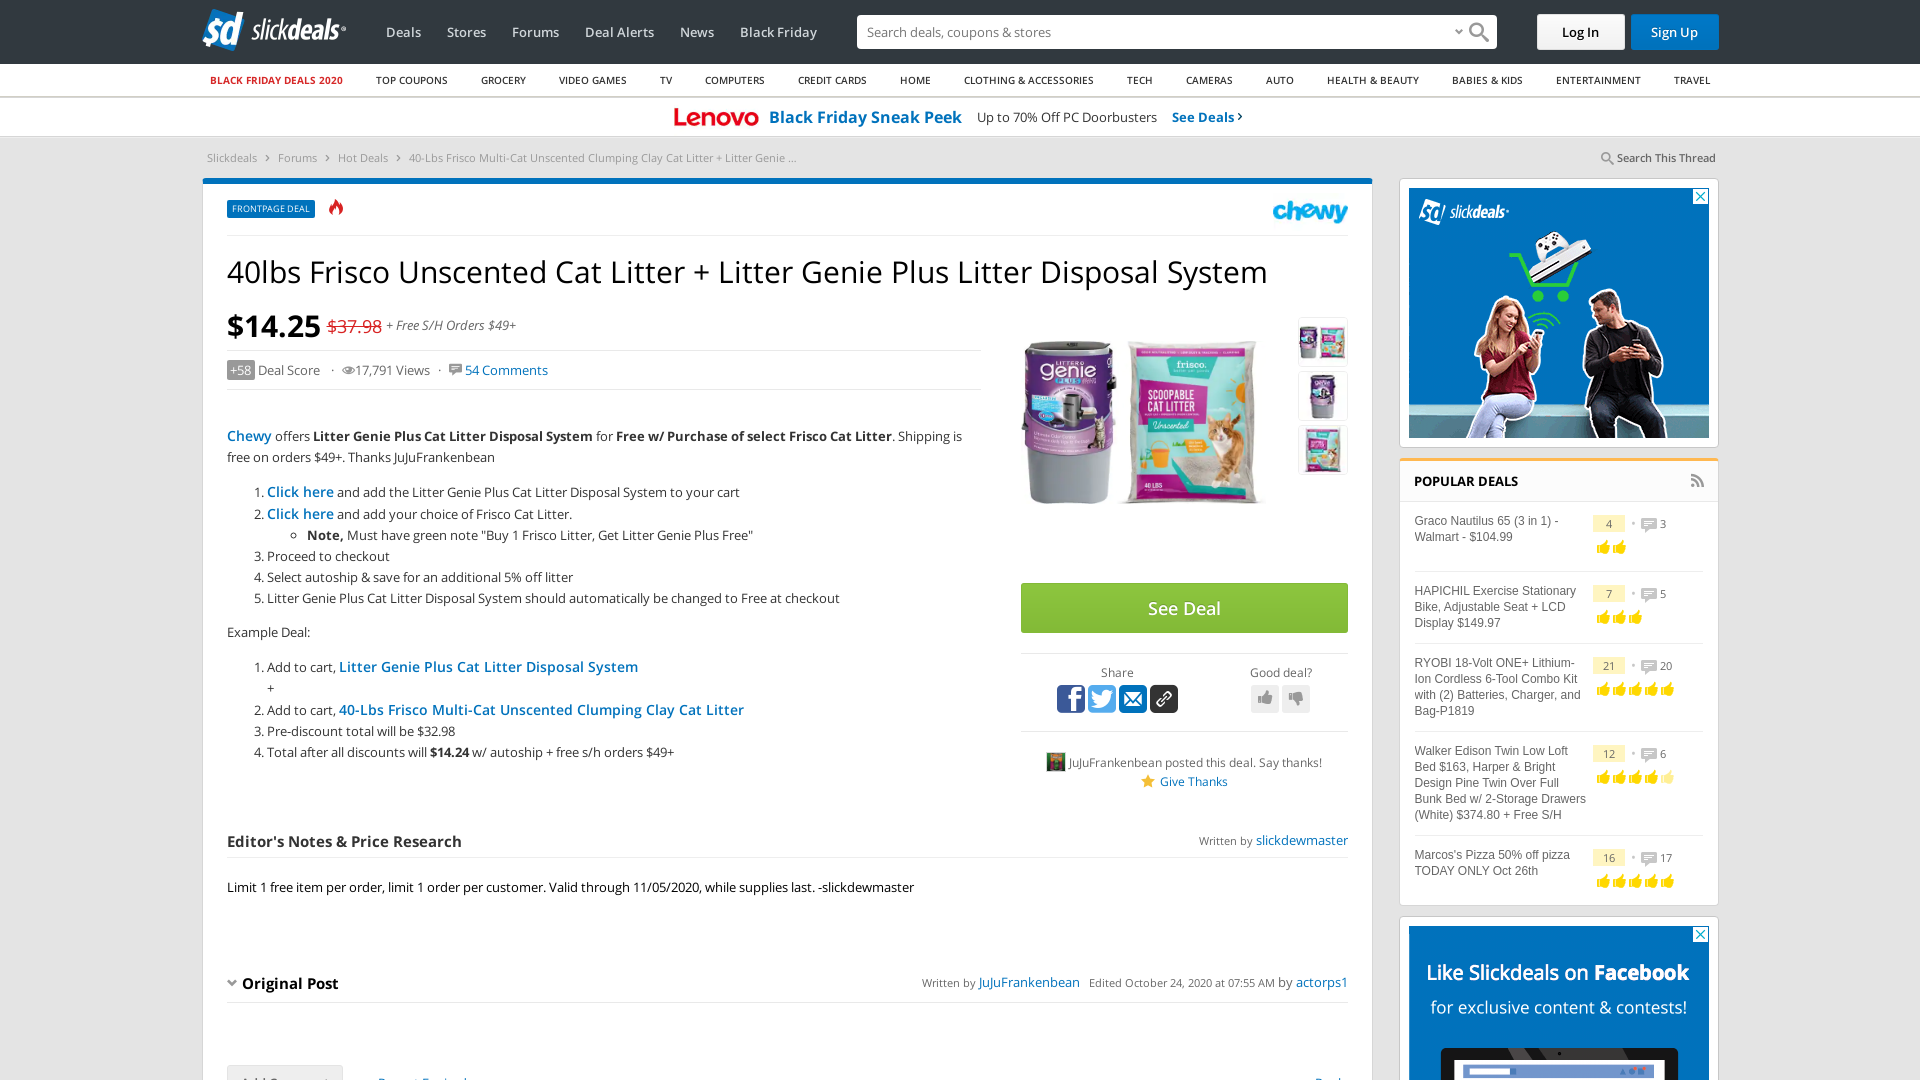 slickdeals
Deals
Stores
Forums
Deal Alerts
News
Black Friday
Search deals, coupons & stores
Log In
Sign Up
BLACK FRIDAY DEALS 2020
TOP COUPONS
GROCERY
VIDEO GAMES
TV
COMPUTERS
CREDIT CARDS
HOME
CLOTHING & ACCESSORIES
TECH
CAMERAS
AUTO
HEALTH & BEAUTY
BABIES & KIDS
ENTERTAINMENT
TRAVEL
Lenovo Black Friday Sneak Peek Up to 70% Off PC Doorbusters See Deals ›
Slickdeals › Forums › Hot Deals › 40-Lbs Frisco Multi-Cat Unscented Clumping Clay Cat Litter + Litter Genie ...
Search This Thread
FRONTPAGE DEAL
chewy
40lbs Frisco Unscented Cat Litter + Litter Genie Plus Litter Disposal System
$14.25 $37.98 + Free S/H Orders $49+
+58 Deal Score · 17,791 Views · 54 Comments
Chewy offers Litter Genie Plus Cat Litter Disposal System for Free w/ Purchase of select Frisco Cat Litter. Shipping is
free on orders $49+. Thanks JuJuFrankenbean
1. Click here and add the Litter Genie Plus Cat Litter Disposal System to your cart
2. Click here and add your choice of Frisco Cat Litter.
Note, Must have green note "Buy 1 Frisco Litter, Get Litter Genie Plus Free"
3. Proceed to checkout
4. Select autoship & save for an additional 5% off litter
5. Litter Genie Plus Cat Litter Disposal System should automatically be changed to Free at checkout
Example Deal:
1. Add to cart, Litter Genie Plus Cat Litter Disposal System
+
2. Add to cart, 40-Lbs Frisco Multi-Cat Unscented Clumping Clay Cat Litter
3. Pre-discount total will be $32.98
4. Total after all discounts will $14.24 w/ autoship + free s/h orders $49+
LITTER
genie
PLUS
frisco.
SCOOPABLE
CAT LITTER
Unscented
40 LBS
See Deal
Share
Good deal?
JuJuFrankenbean posted this deal. Say thanks!
Give Thanks
Editor's Notes & Price Research
Written by slickdewmaster
Limit 1 free item per order, limit 1 order per customer. Valid through 11/05/2020, while supplies last. -slickdewmaster
Original Post
Written by JuJuFrankenbean Edited October 24, 2020 at 07:55 AM by actorps1
slickdeals
POPULAR DEALS
Graco Nautilus 65 (3 in 1) -
Walmart - $104.99
4 • 3
HAPICHIL Exercise Stationary
Bike, Adjustable Seat + LCD
Display $149.97
7 • 5
RYOBI 18-Volt ONE+ Lithium-
Ion Cordless 6-Tool Combo Kit
with (2) Batteries, Charger, and
Bag-P1819
21 • 20
Walker Edison Twin Low Loft
Bed $163, Harper & Bright
Design Pine Twin Over Full
Bunk Bed w/ 2-Storage Drawers
(White) $374.80 + Free S/H
12 • 6
Marcos's Pizza 50% off pizza
TODAY ONLY Oct 26th
16 • 17
Like Slickdeals on Facebook
for exclusive content & contests!